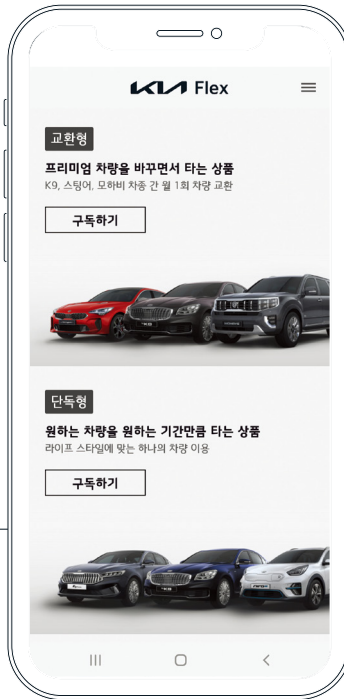 KIA Flex
교환형
프리미엄 차량을 바꾸면서 타는 상품
K9, 스팅어, 모하비 차종 간 월 1회 차량 교환
구독하기
단독형
원하는 차량을 원하는 기간만큼 타는 상품
라이프 스타일에 맞는 하나의 차량 이용
구독하기